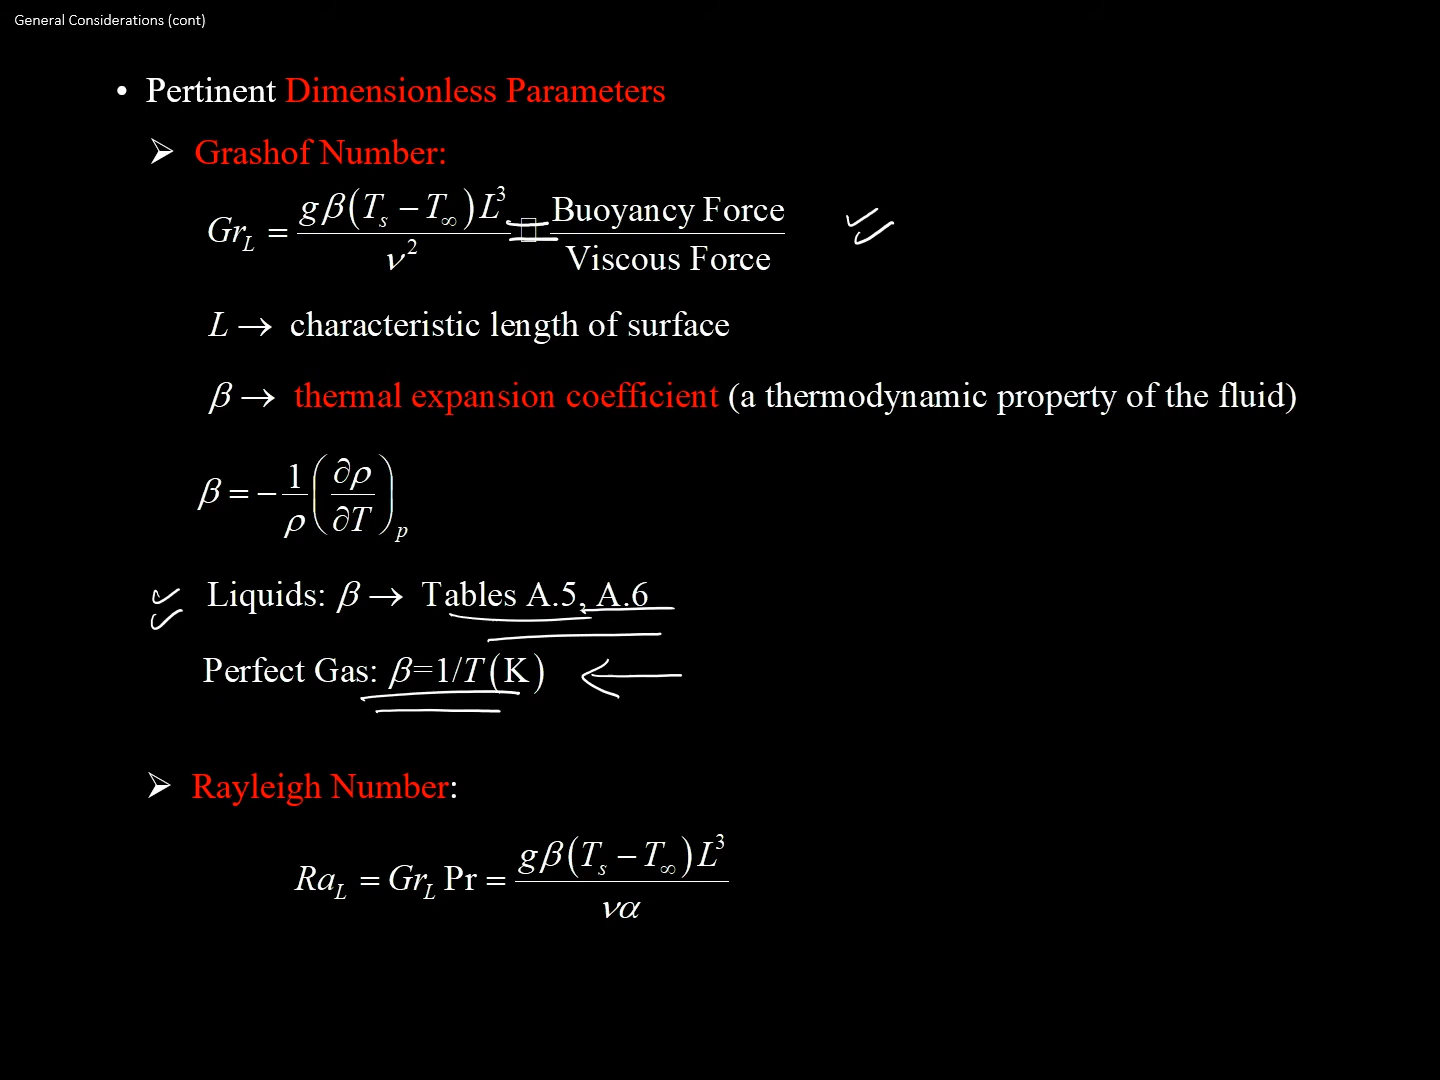 General Considerations (cont)
• Pertinent Dimensionless Parameters
➢ Grashof Number:
Gr_L = gβ(T_s − T_∞)L³ / ν² = Buoyancy Force / Viscous Force
L → characteristic length of surface
β → thermal expansion coefficient (a thermodynamic property of the fluid)
β = −1/ρ (∂ρ/∂T)_p
Liquids: β → Tables A.5, A.6
Perfect Gas: β=1/T(K)
➢ Rayleigh Number:
Ra_L = Gr_L Pr = gβ(T_s − T_∞)L³ / να